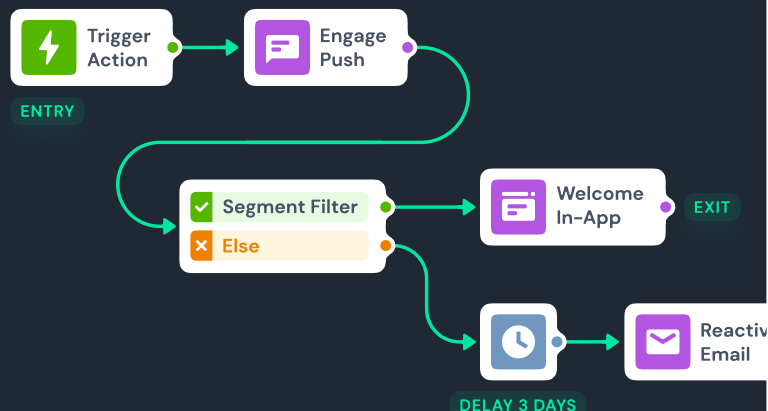 Trigger
Action
Engage
Push
ENTRY
Segment Filter
Else
Welcome
In-App
EXIT
Email
DELAY 3 DAYS